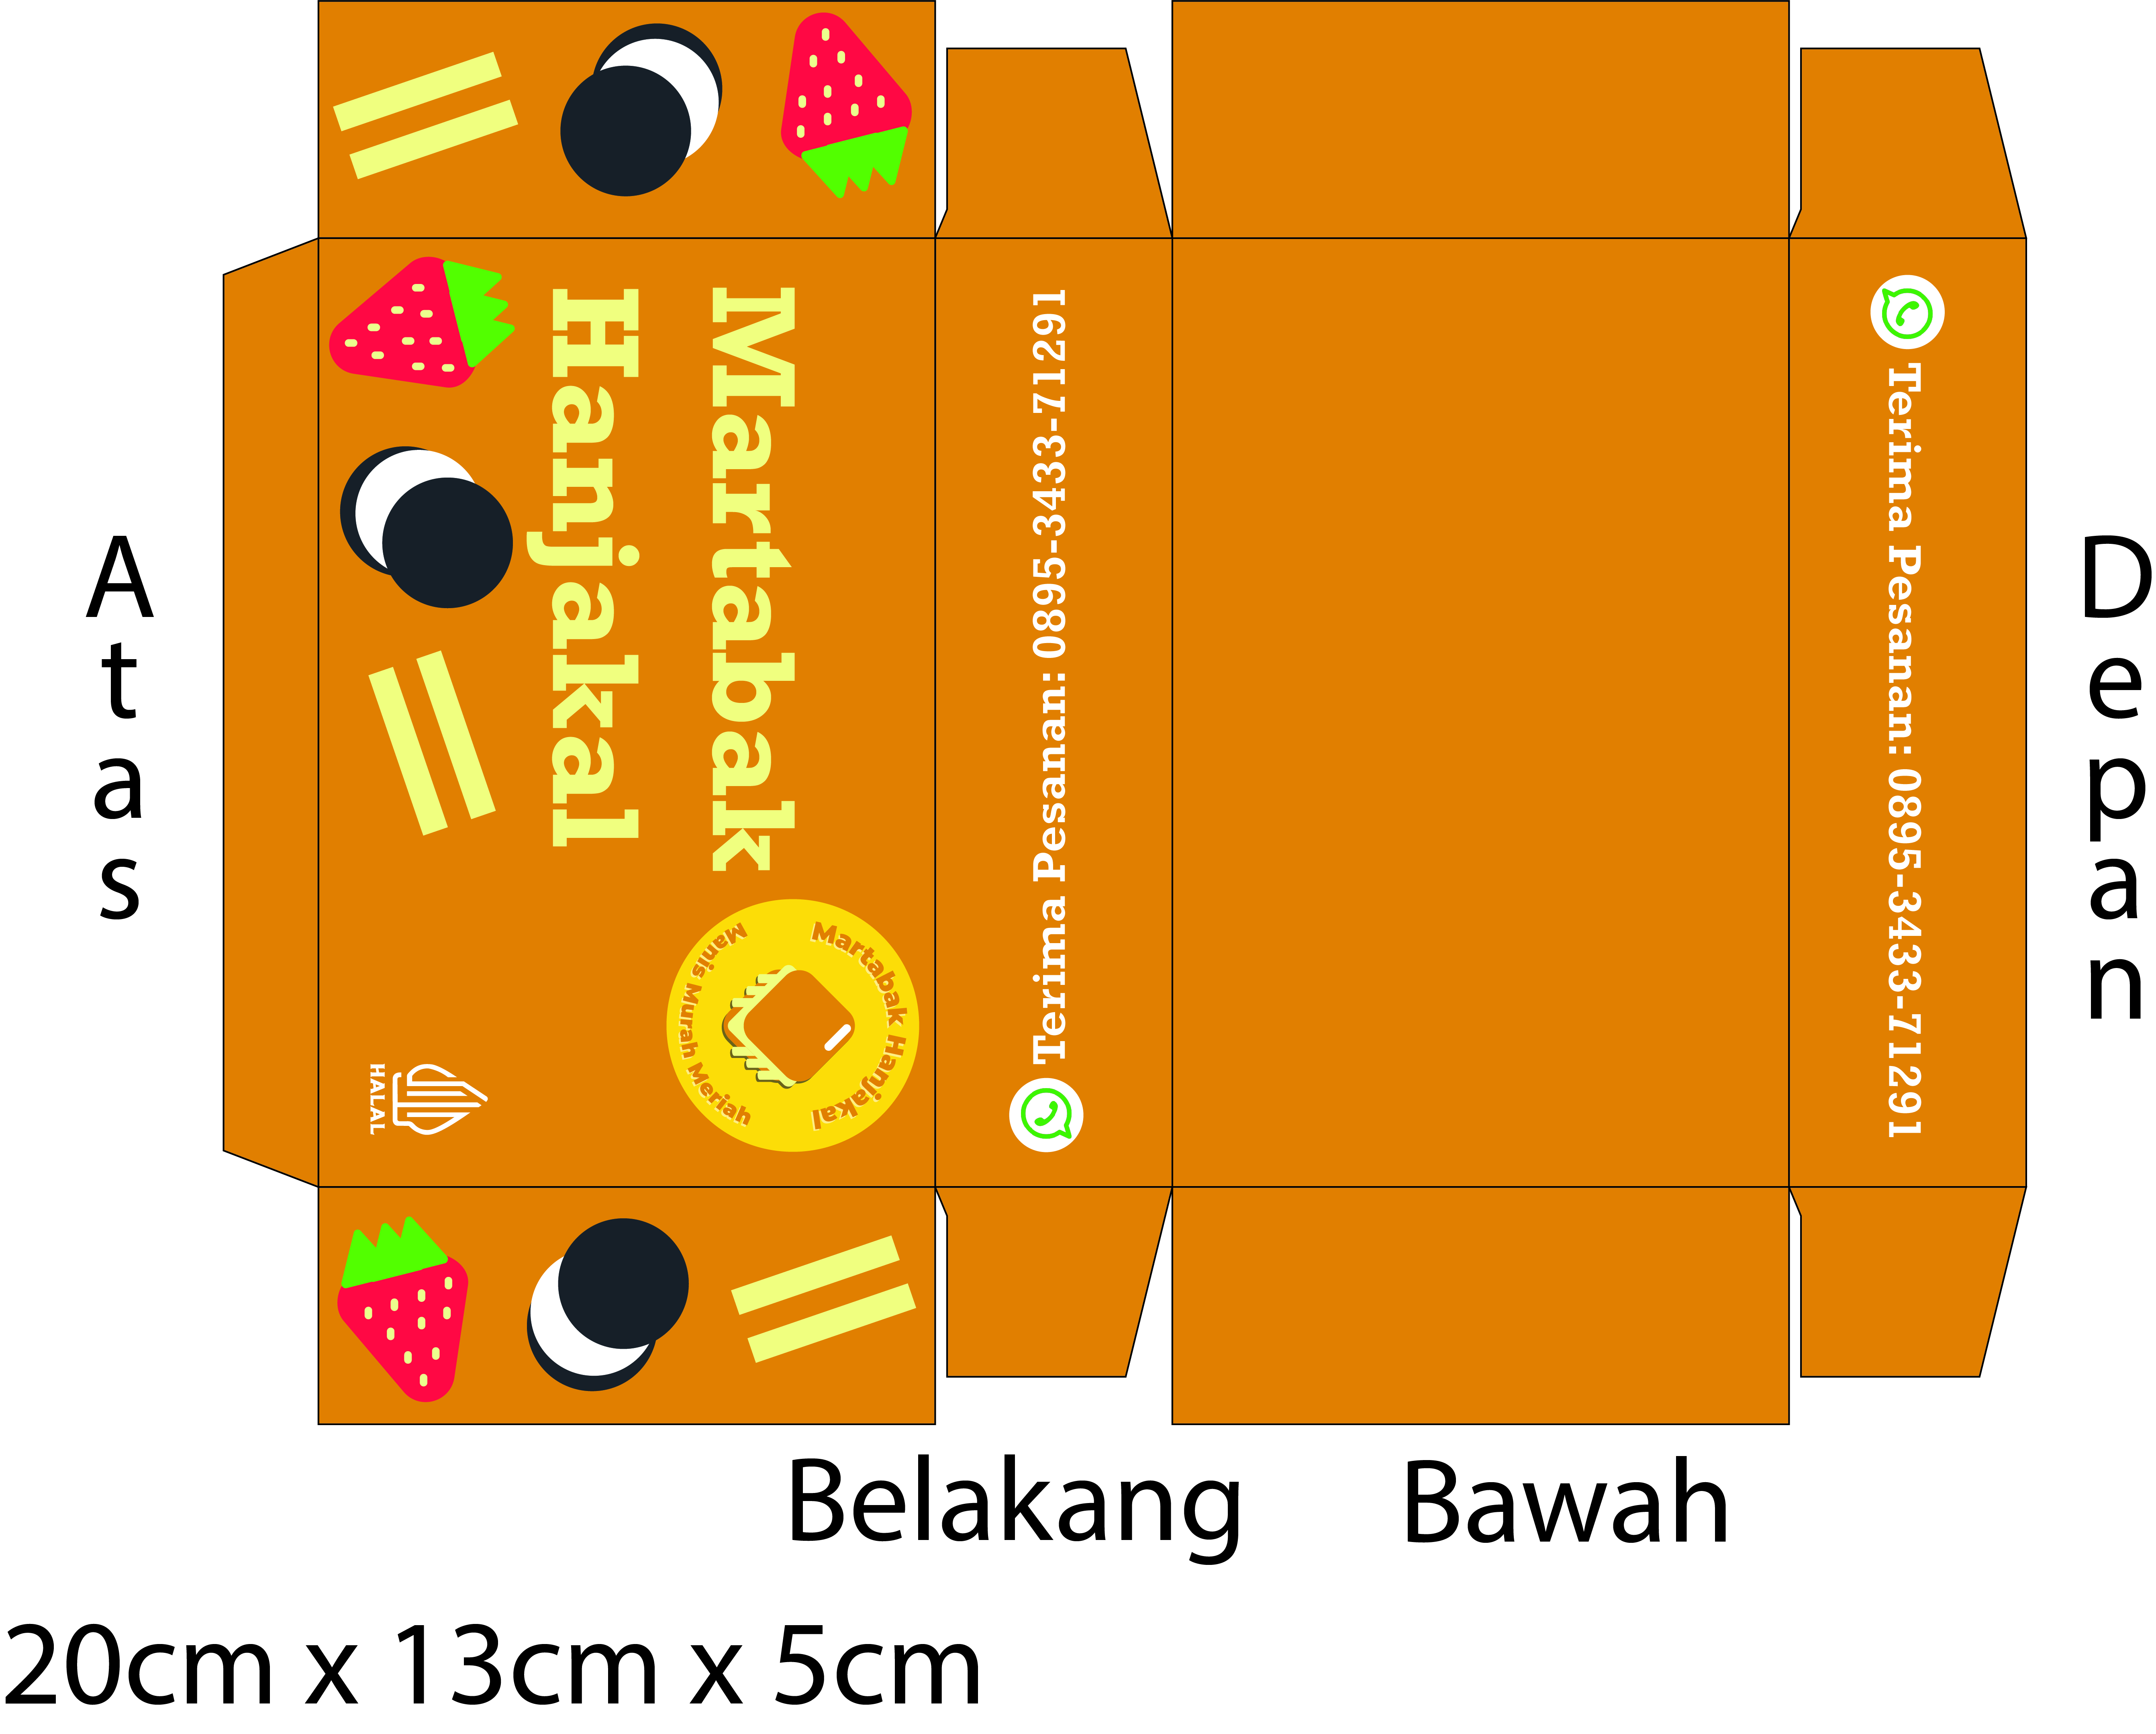 Atas
Martabak
Hanjakal
Martabak Hanjakal
Manis Murah Meriah
HALAL
Terima Pesanan: 0895-3433-71291
Terima Pesanan: 0895-3433-71291
Depan
Belakang
Bawah
20cm x 13cm x 5cm